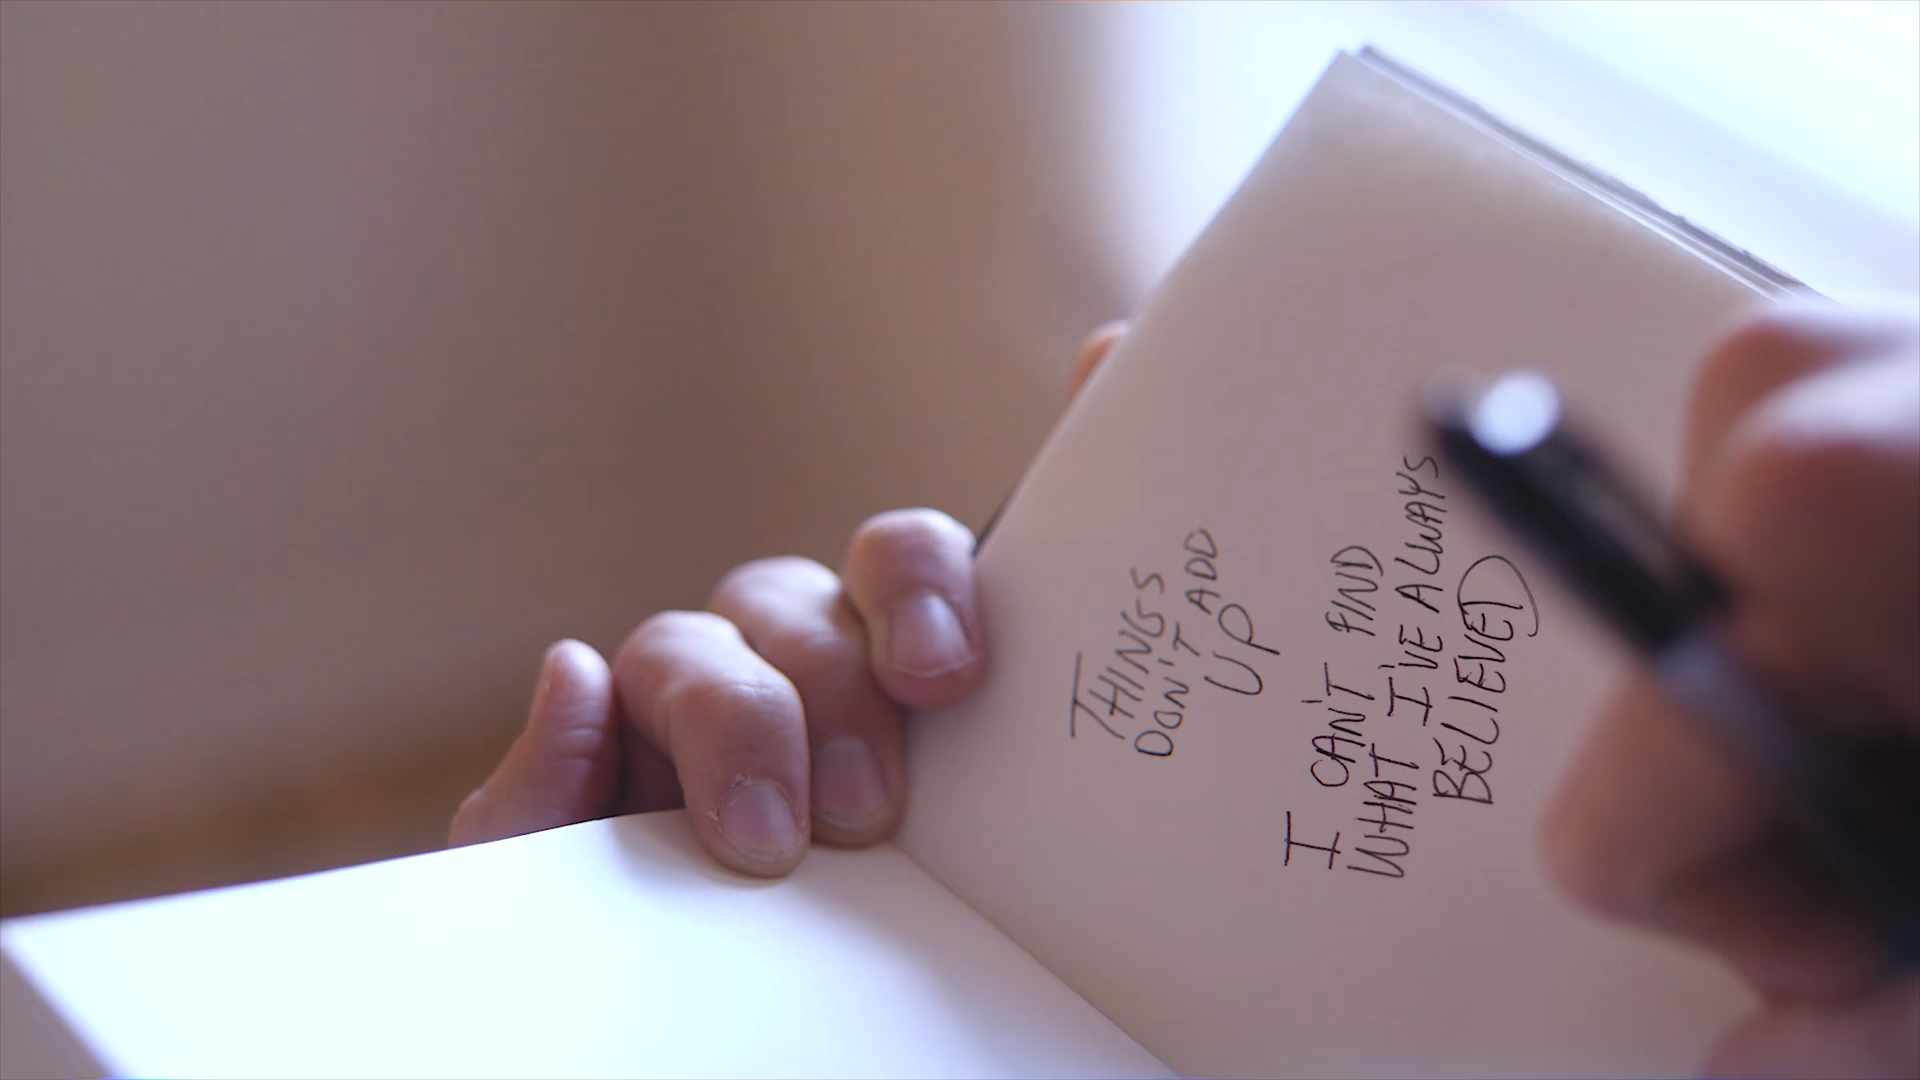 THINGS
DON'T ADD
UP
I CAN'T FIND
WHAT I'VE ALWAYS
BELIEVED